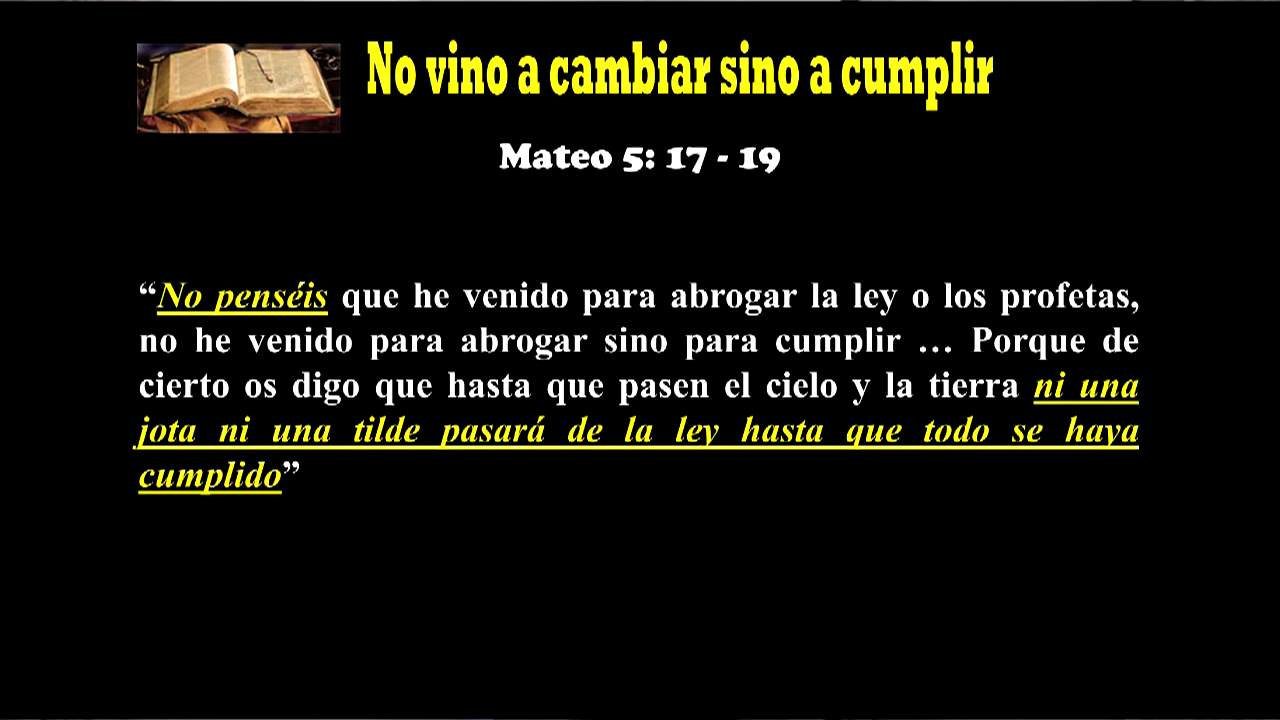 No vino a cambiar sino a cumplir
Mateo 5: 17 - 19
“No penséis que he venido para abrogar la ley o los profetas,
no he venido para abrogar sino para cumplir … Porque de
cierto os digo que hasta que pasen el cielo y la tierra ni una
jota ni una tilde pasará de la ley hasta que todo se haya
cumplido”